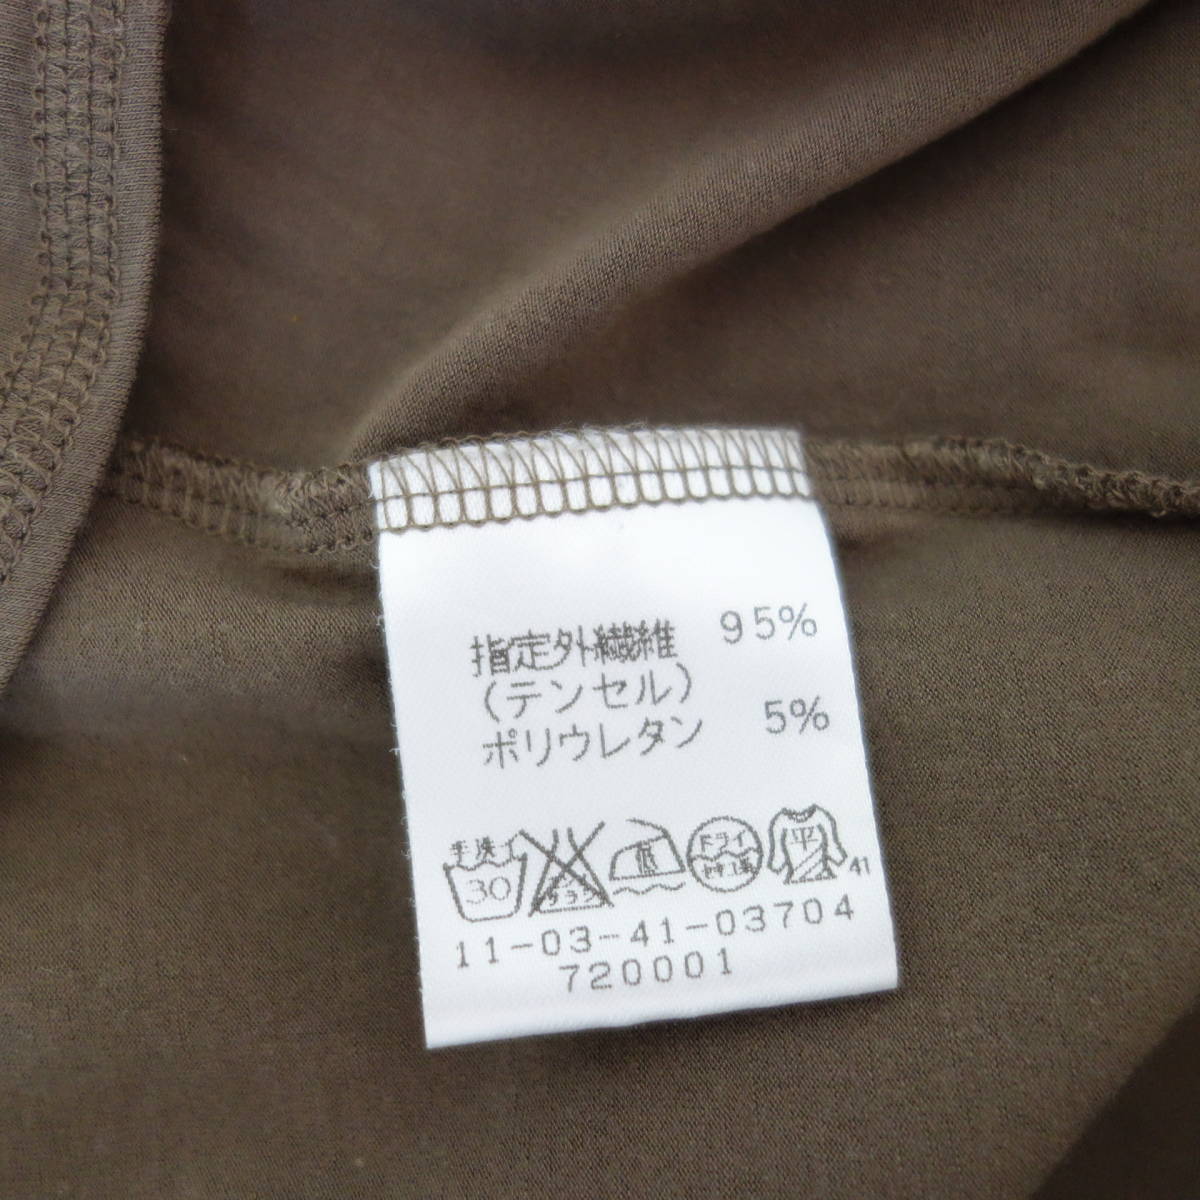 指定外繊維 95%
(テンセル)
ポリウレタン 5%
手洗イ
30
低
ドライ
平
41
11-03-41-03704
720001